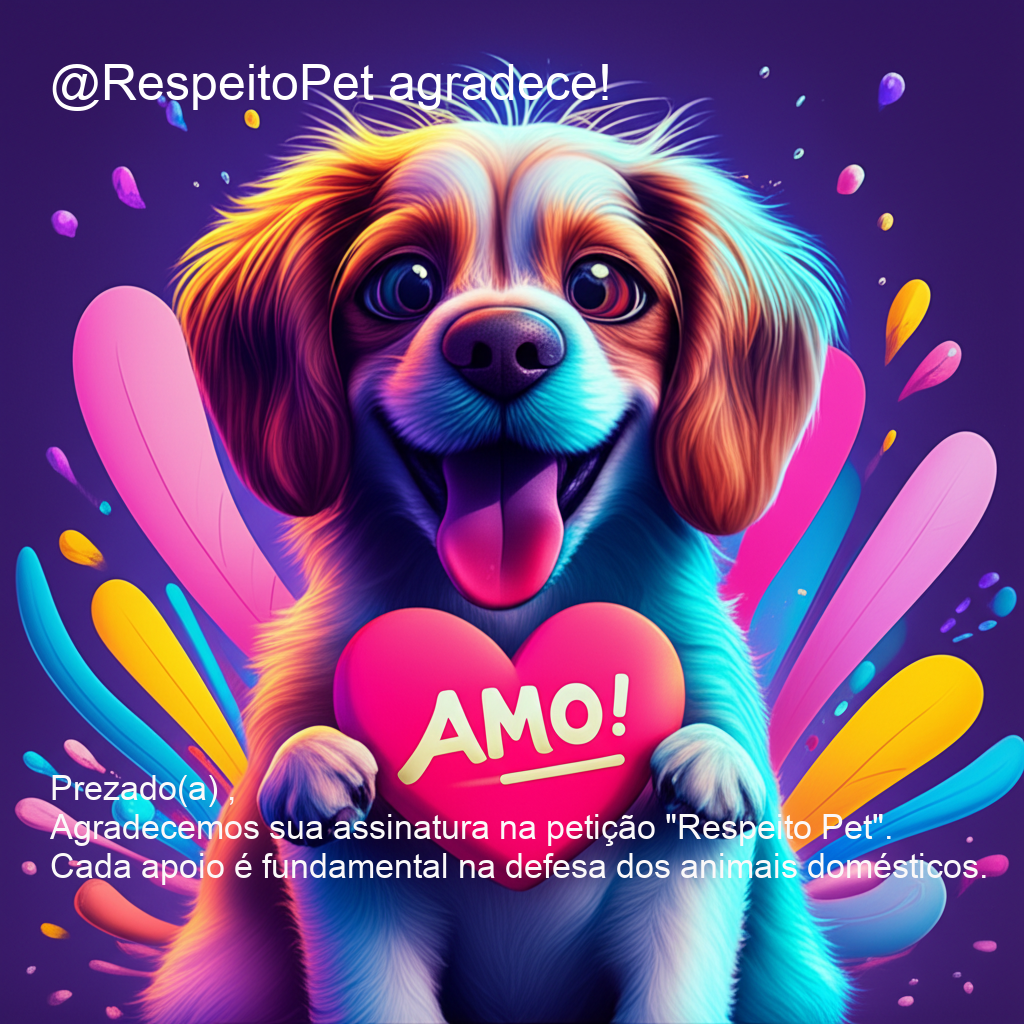 @RespeitoPet agradece!
AMO!
Prezado(a) ,
Agradecemos sua assinatura na petição "Respeito Pet".
Cada apoio é fundamental na defesa dos animais domésticos.